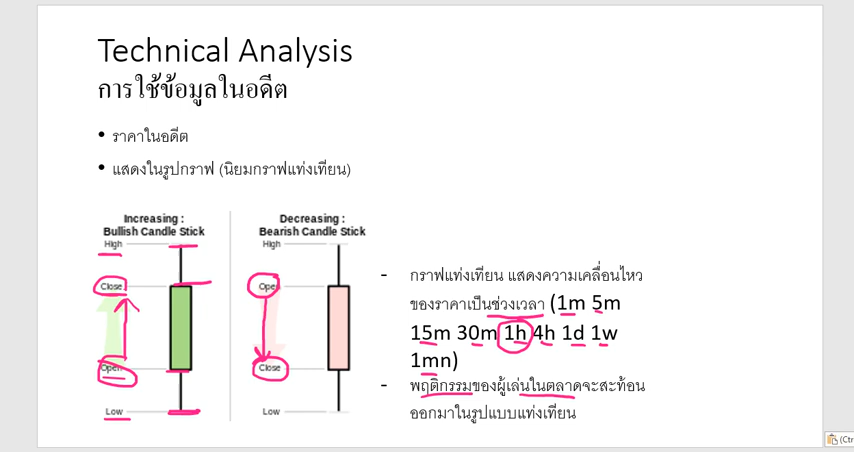 Technical Analysis
การใช้ข้อมูลในอดีต
• ราคาในอดีต
• แสดงในรูปกราฟ (นิยมกราฟแท่งเทียน)
Increasing :
Bullish Candle Stick
High
Close
Open
Low
Decreasing :
Bearish Candle Stick
High
Open
Close
Low
- กราฟแท่งเทียน แสดงความเคลื่อนไหว
ของราคาเป็นช่วงเวลา (1m 5m
15m 30m 1h 4h 1d 1w
1mn)
- พฤติกรรมของผู้เล่นในตลาดจะสะท้อน
ออกมาในรูปแบบแท่งเทียน
(Ctr